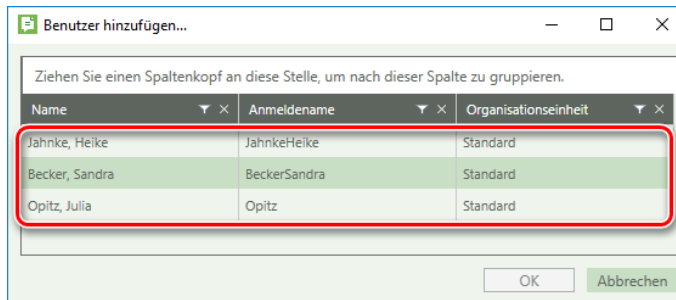 Benutzer hinzufügen...
Ziehen Sie einen Spaltenkopf an diese Stelle, um nach dieser Spalte zu gruppieren.
Name Anmeldename Organisationseinheit
Jahnke, Heike JahnkeHeike Standard
Becker, Sandra BeckerSandra Standard
Opitz, Julia Opitz Standard
OK Abbrechen